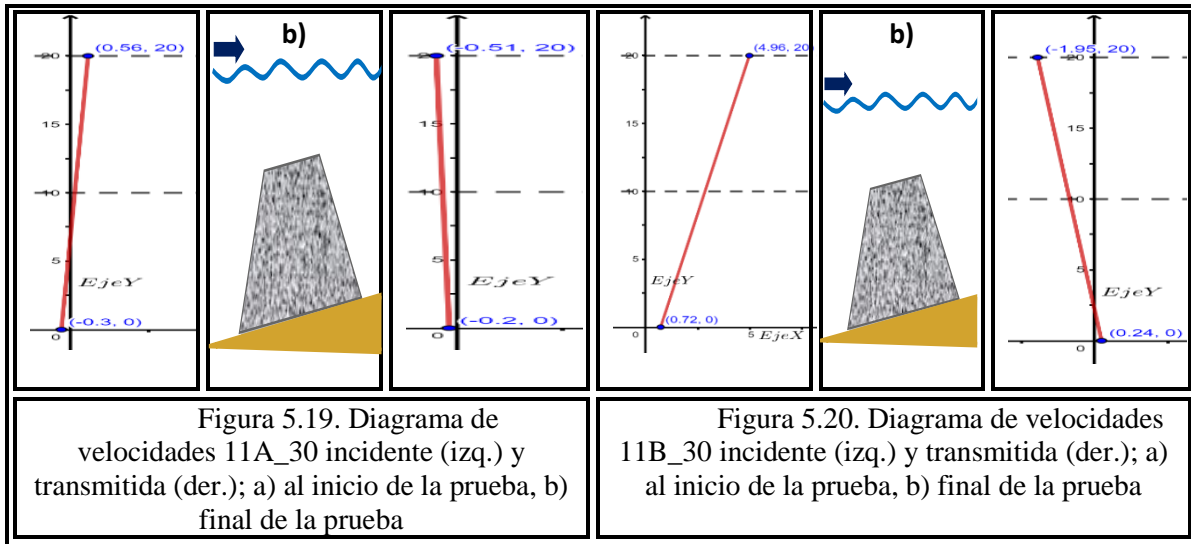 (0.56, 20)
20
15
10
5
EjeY
(-0.3, 0)
0
b)
(-0.51, 20)
15
10
5
EjeY
(-0.2, 0)
0
(4.96, 20)
20
15
10
5
EjeY
(0.72, 0)
0
5
EjeX
b)
(-1.95, 20)
20
15
10
5
EjeY
(0.24, 0)
0
Figura 5.19. Diagrama de
velocidades 11A_30 incidente (izq.) y
transmitida (der.); a) al inicio de la prueba, b)
final de la prueba
Figura 5.20. Diagrama de velocidades
11B_30 incidente (izq.) y transmitida (der.); a)
al inicio de la prueba, b) final de la prueba